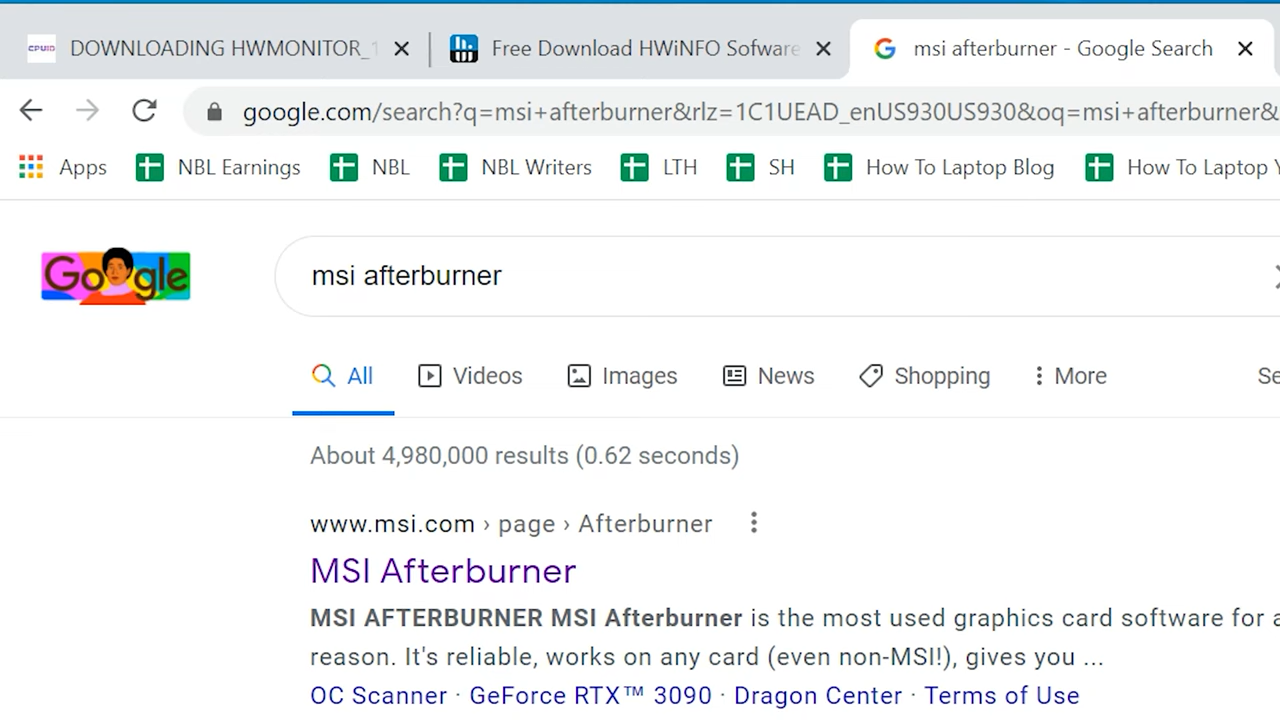 CPUID DOWNLOADING HWMONITOR_1 Free Download HWiNFO Sofware msi afterburner - Google Search
google.com/search?q=msi+afterburner&rlz=1C1UEAD_enUS930US930&oq=msi+afterburner&
Apps NBL Earnings NBL NBL Writers LTH SH How To Laptop Blog How To Laptop Y
Google msi afterburner
All Videos Images News Shopping More Se
About 4,980,000 results (0.62 seconds)
www.msi.com › page › Afterburner
MSI Afterburner
MSI AFTERBURNER MSI Afterburner is the most used graphics card software for a
reason. It's reliable, works on any card (even non-MSI!), gives you ...
OC Scanner · GeForce RTX™ 3090 · Dragon Center · Terms of Use